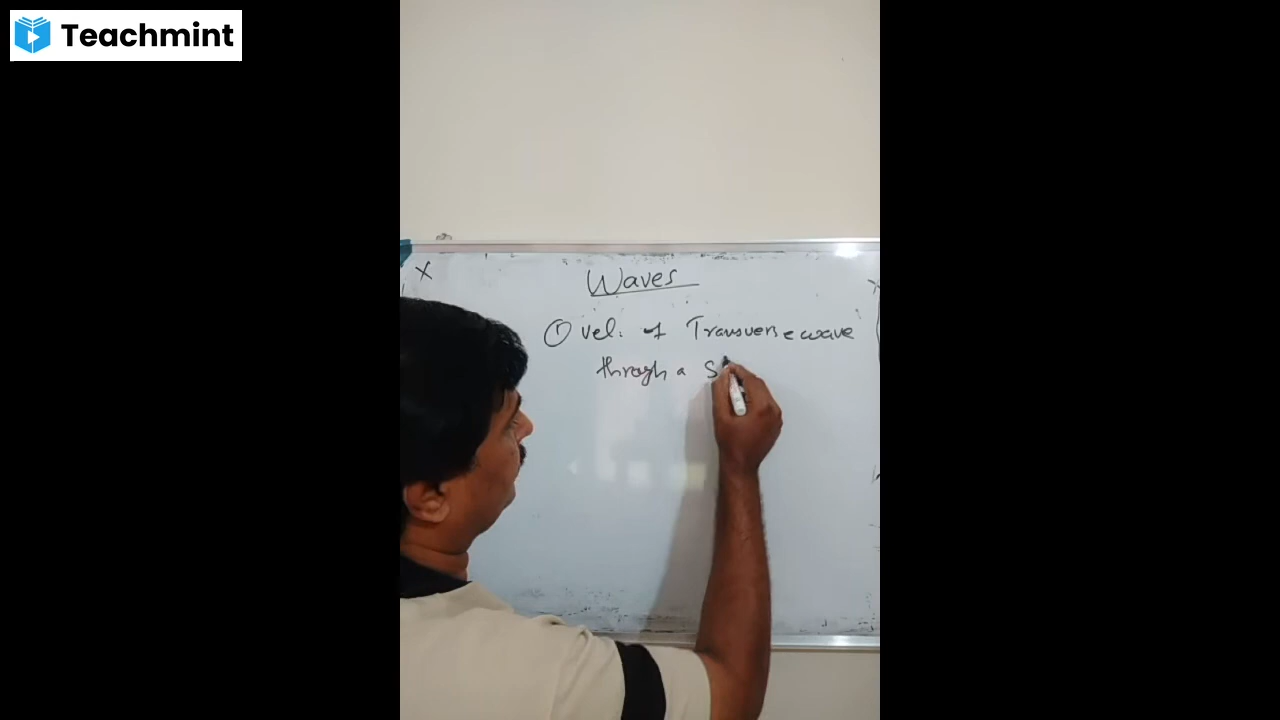 Teachmint
X
Waves
① vel. of Transverse wave
through a S